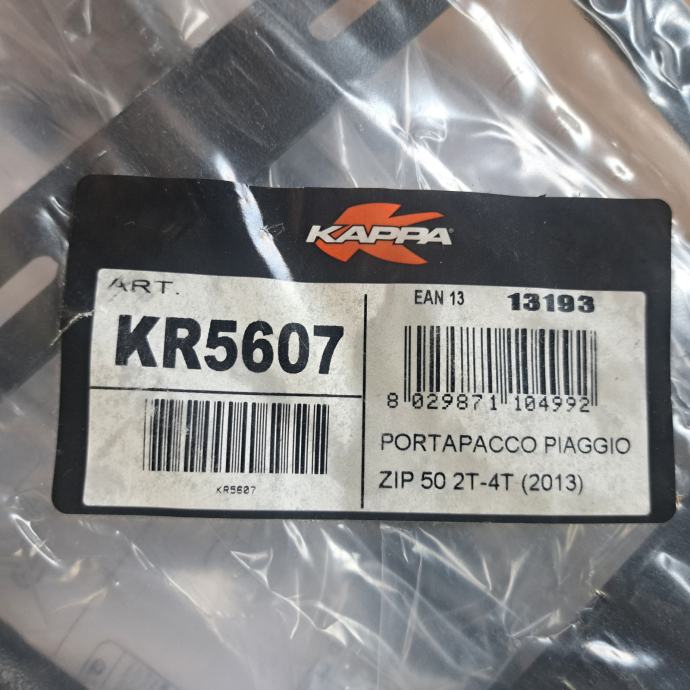 KAPPA
ART.
KR5607
KR5607
EAN 13 13193
8 029871 104992
PORTAPACCO PIAGGIO
ZIP 50 2T-4T (2013)